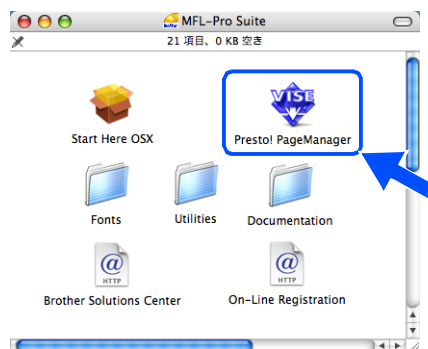 MFL-Pro Suite
21 項目、0 KB 空き
VISE
Start Here OSX
Presto! PageManager
Fonts
Utilities
Documentation
@
HTTP
@
HTTP
Brother Solutions Center
On-Line Registration